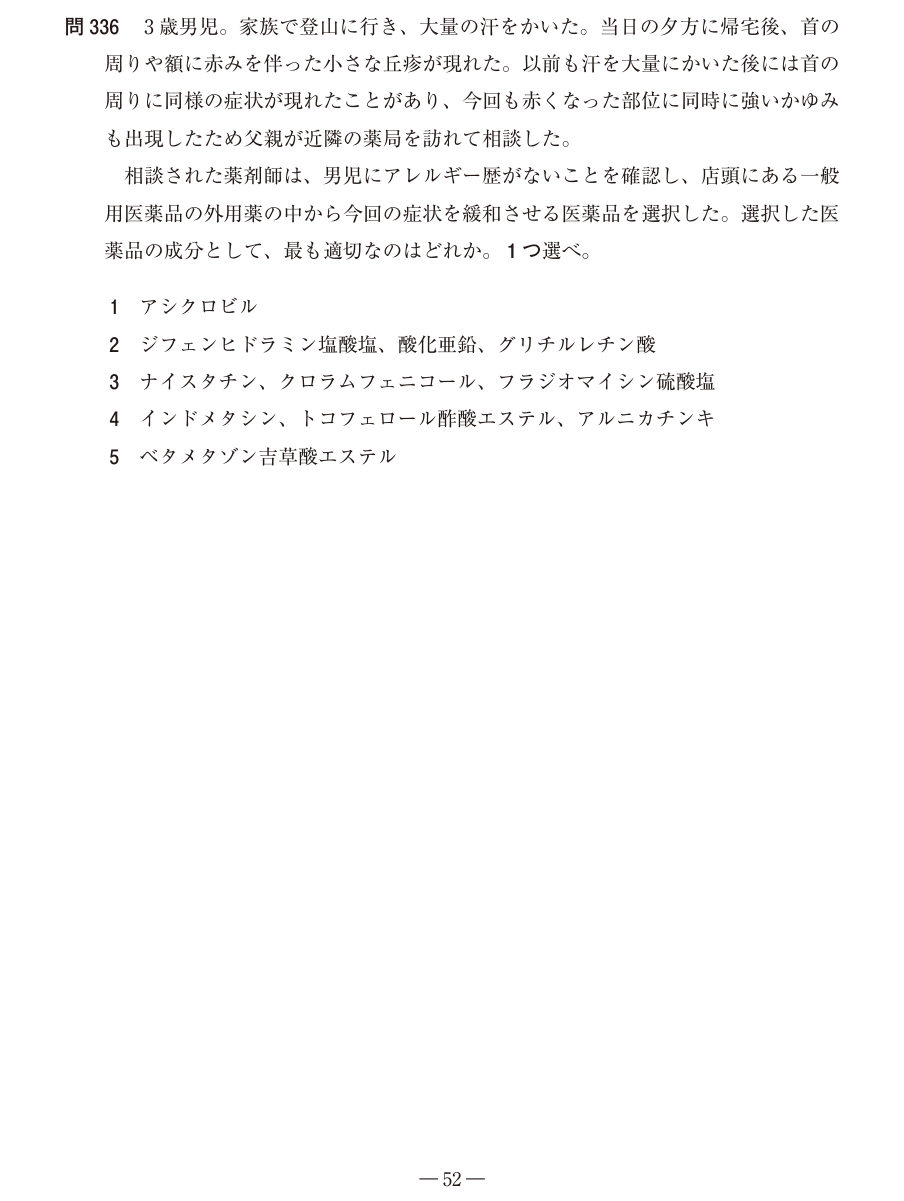 問 336　３歳男児。家族で登山に行き、大量の汗をかいた。当日の夕方に帰宅後、首の
周りや額に赤みを伴った小さな丘疹が現れた。以前も汗を大量にかいた後には首の
周りに同様の症状が現れたことがあり、今回も赤くなった部位に同時に強いかゆみ
も出現したため父親が近隣の薬局を訪れて相談した。
相談された薬剤師は、男児にアレルギー歴がないことを確認し、店頭にある一般
用医薬品の外用薬の中から今回の症状を緩和させる医薬品を選択した。選択した医
薬品の成分として、最も適切なのはどれか。１つ選べ。
1　アシクロビル
2　ジフェンヒドラミン塩酸塩、酸化亜鉛、グリチルレチン酸
3　ナイスタチン、クロラムフェニコール、フラジオマイシン硫酸塩
4　インドメタシン、トコフェロール酢酸エステル、アルニカチンキ
5　ベタメタゾン吉草酸エステル
— 52 —